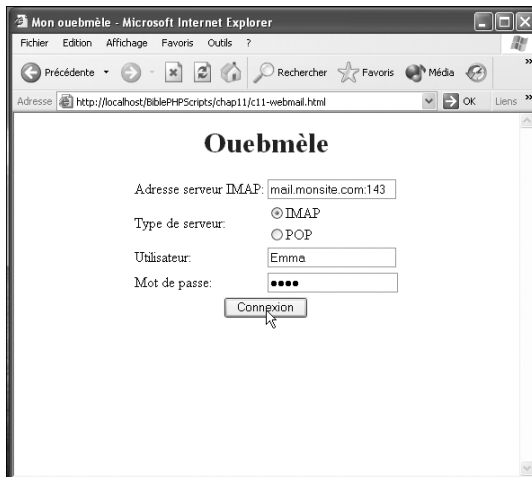 Mon ouebmèle - Microsoft Internet Explorer
Fichier Edition Affichage Favoris Outils ?
Précédente Rechercher Favoris Média »
Adresse http://localhost/BiblePHPScripts/chap11/c11-webmail.html OK Liens »
Ouebmèle
Adresse serveur IMAP: mail.monsite.com:143
Type de serveur:
IMAP
POP
Utilisateur: Emma
Mot de passe: ●●●●
Connexion